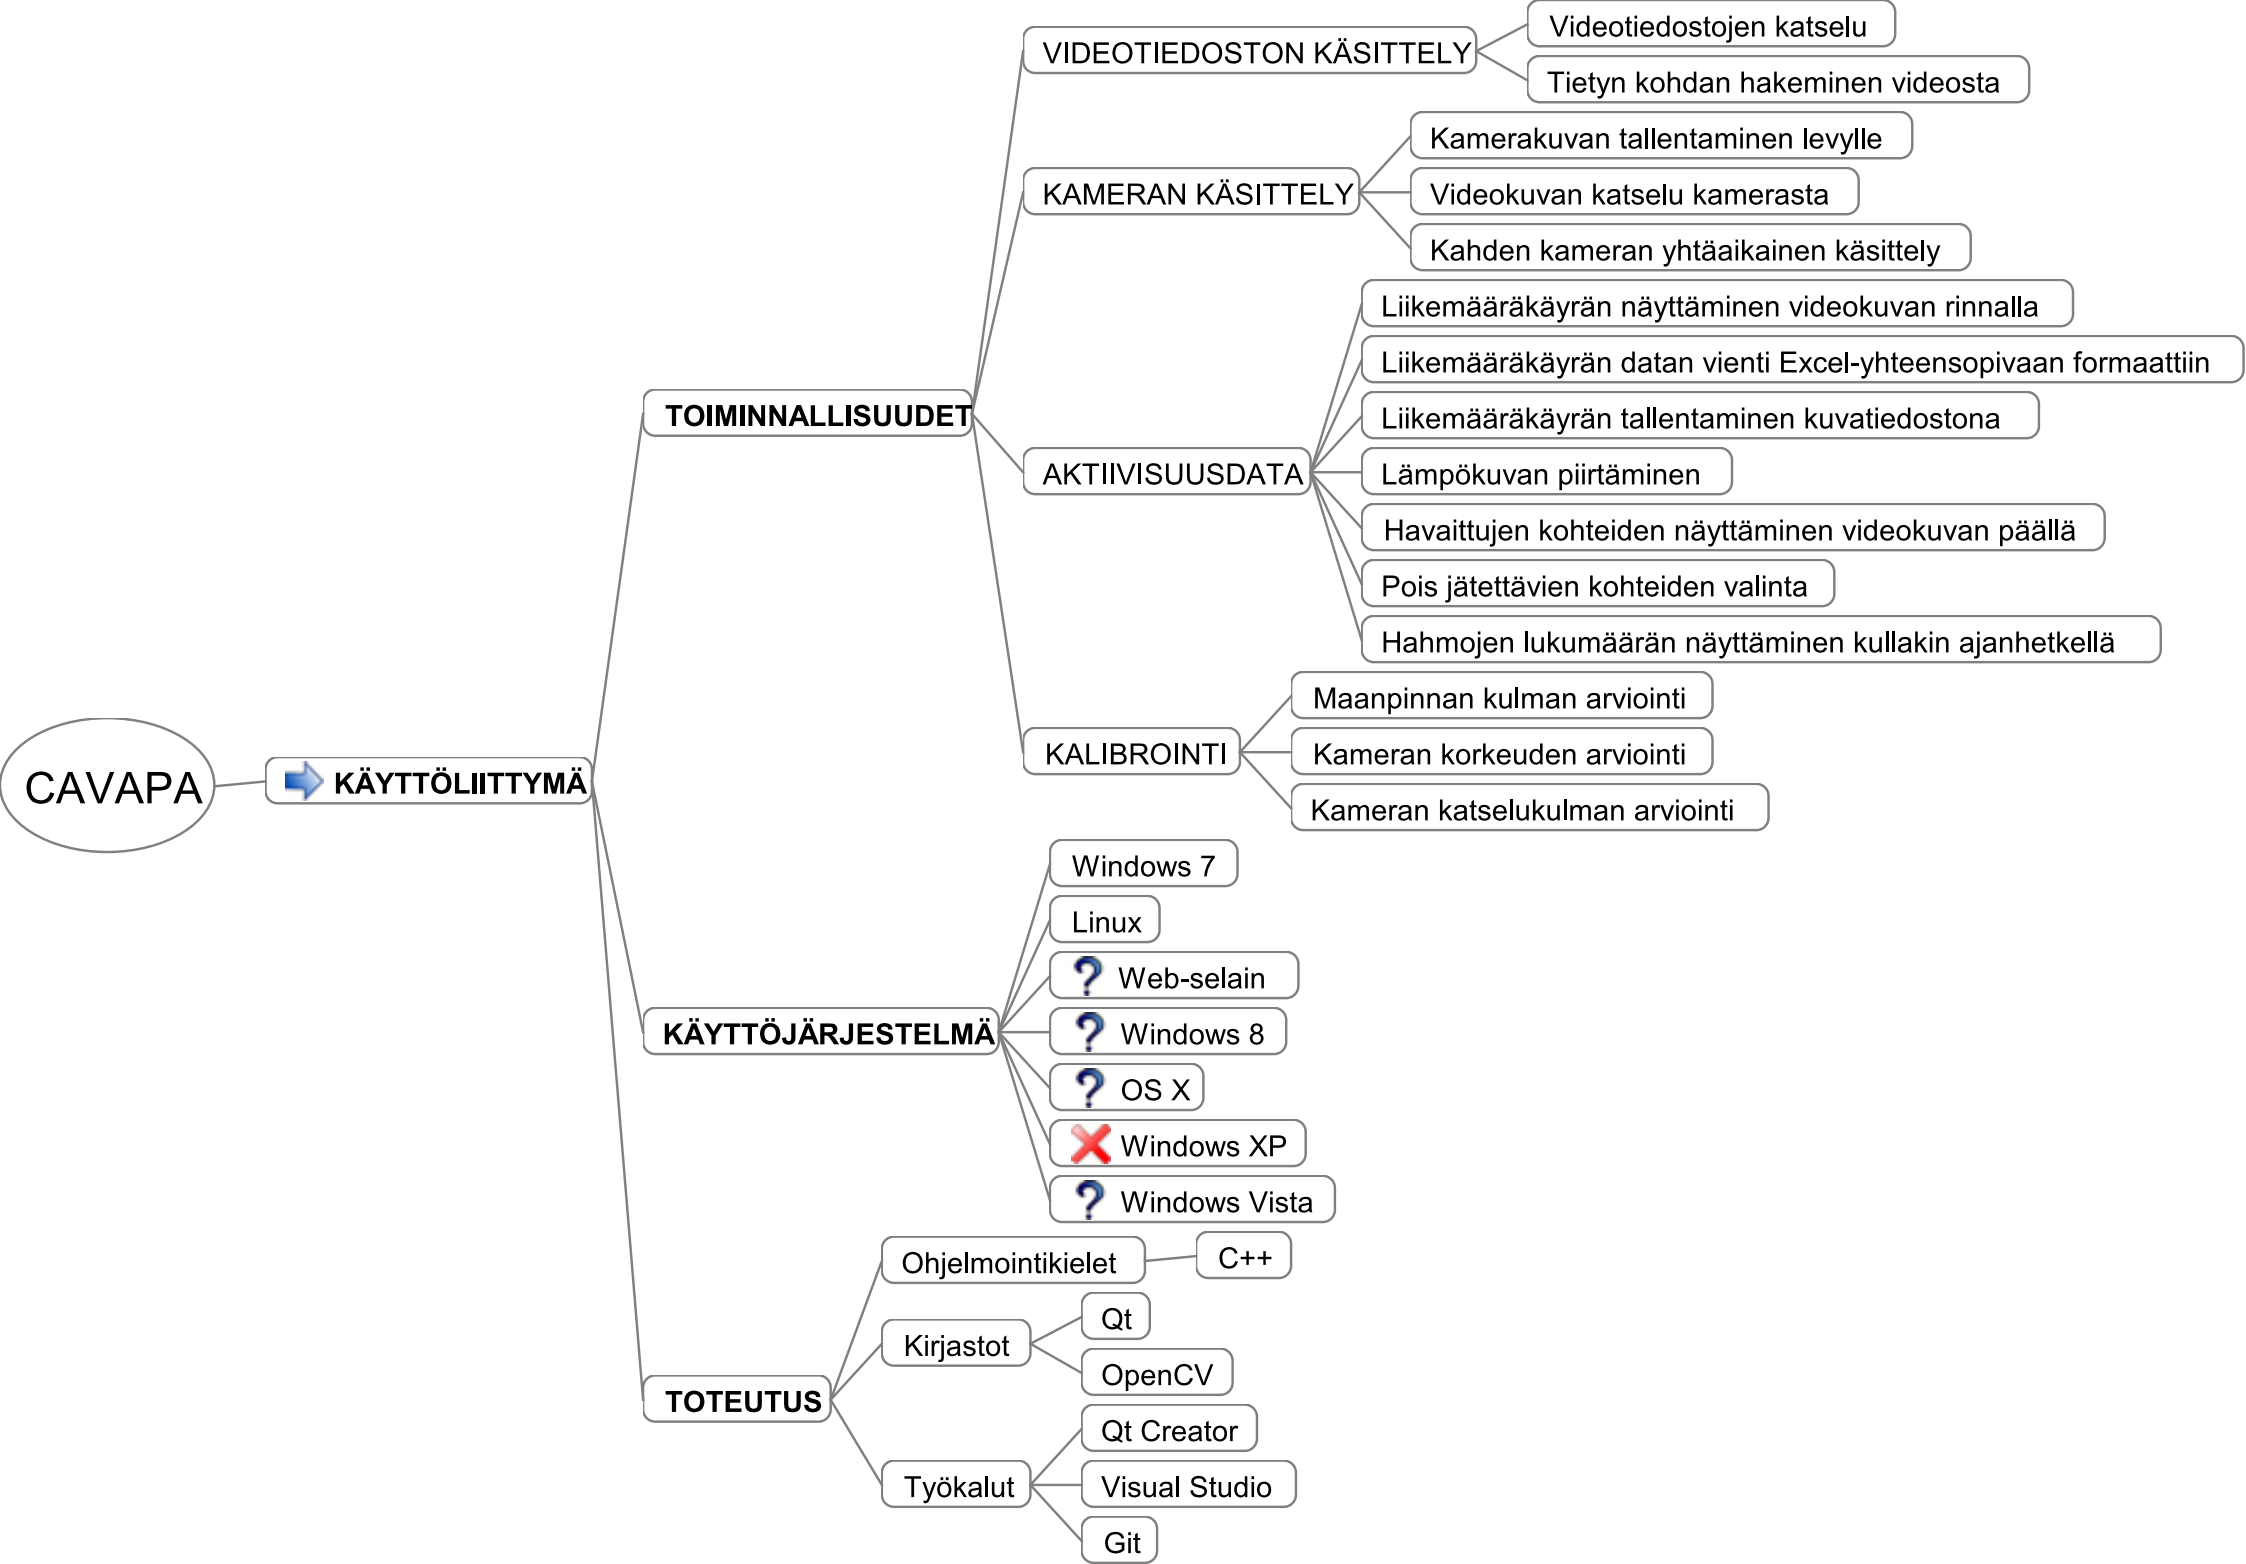 CAVAPA
KÄYTTÖLIITTYMÄ
TOIMINNALLISUUDET
VIDEOTIEDOSTON KÄSITTELY
Videotiedostojen katselu
Tietyn kohdan hakeminen videosta
KAMERAN KÄSITTELY
Kamerakuvan tallentaminen levylle
Videokuvan katselu kamerasta
Kahden kameran yhtäaikainen käsittely
AKTIIVISUUSDATA
Liikemääräkäyrän näyttäminen videokuvan rinnalla
Liikemääräkäyrän datan vienti Excel-yhteensopivaan formaattiin
Liikemääräkäyrän tallentaminen kuvatiedostona
Lämpökuvan piirtäminen
Havaittujen kohteiden näyttäminen videokuvan päällä
Pois jätettävien kohteiden valinta
Hahmojen lukumäärän näyttäminen kullakin ajanhetkellä
KALIBROINTI
Maanpinnan kulman arviointi
Kameran korkeuden arviointi
Kameran katselukulman arviointi
KÄYTTÖJÄRJESTELMÄ
Windows 7
Linux
? Web-selain
? Windows 8
? OS X
Windows XP
? Windows Vista
TOTEUTUS
Ohjelmointikielet
C++
Kirjastot
Qt
OpenCV
Työkalut
Qt Creator
Visual Studio
Git